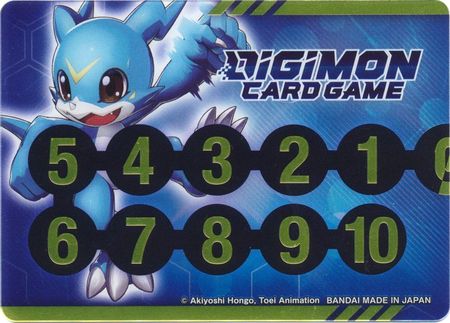 DIGIMON
CARD GAME
5 4 3 2 1 0
6 7 8 9 10
© Akiyoshi Hongo, Toei Animation BANDAI MADE IN JAPAN